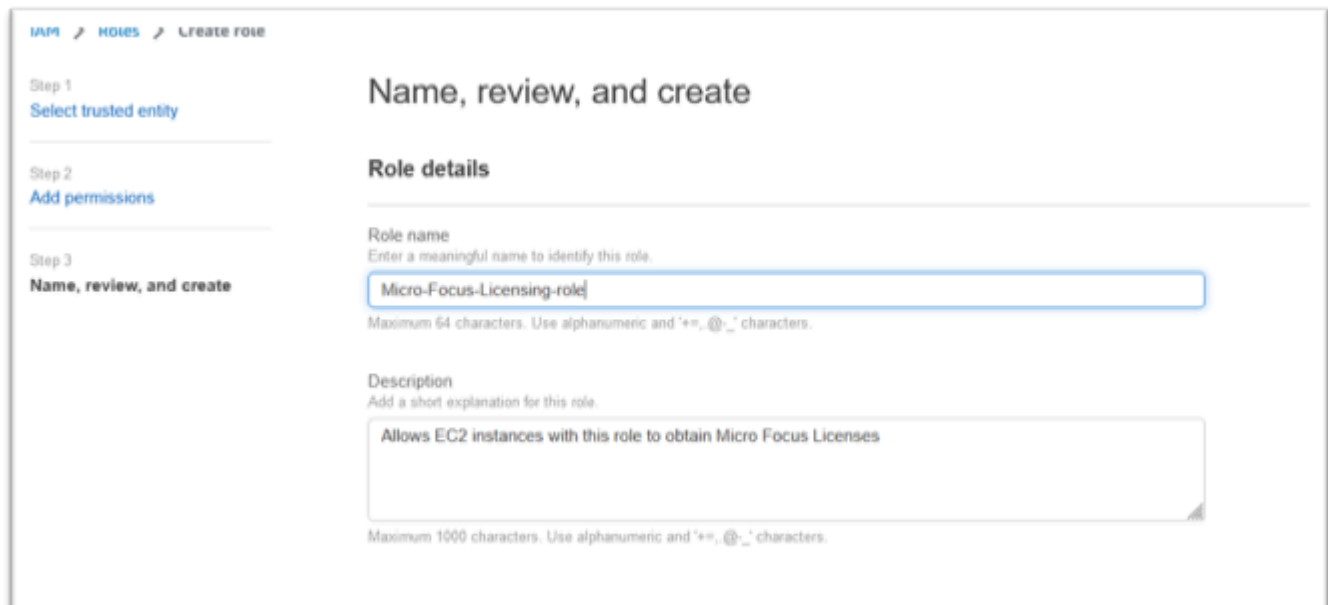 IAM > Roles > Create role
Step 1
Select trusted entity
Step 2
Add permissions
Step 3
Name, review, and create
Name, review, and create
Role details
Role name
Enter a meaningful name to identify this role.
Micro-Focus-Licensing-role
Maximum 64 characters. Use alphanumeric and '+=,.@-_' characters.
Description
Add a short explanation for this role.
Allows EC2 instances with this role to obtain Micro Focus Licenses
Maximum 1000 characters. Use alphanumeric and '+=,.@-_' characters.